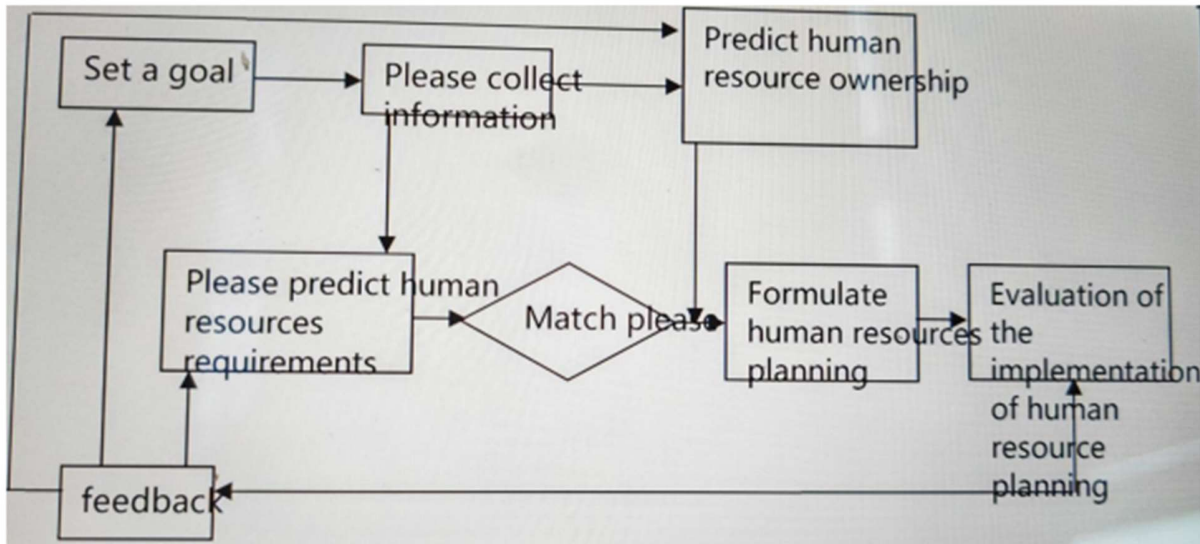 Set a goal
Please collect
information
Predict human
resource ownership
Please predict human
resources
requirements
Match please
Formulate
human resources
planning
Evaluation of
the
implementation
of human
resource
planning
feedback